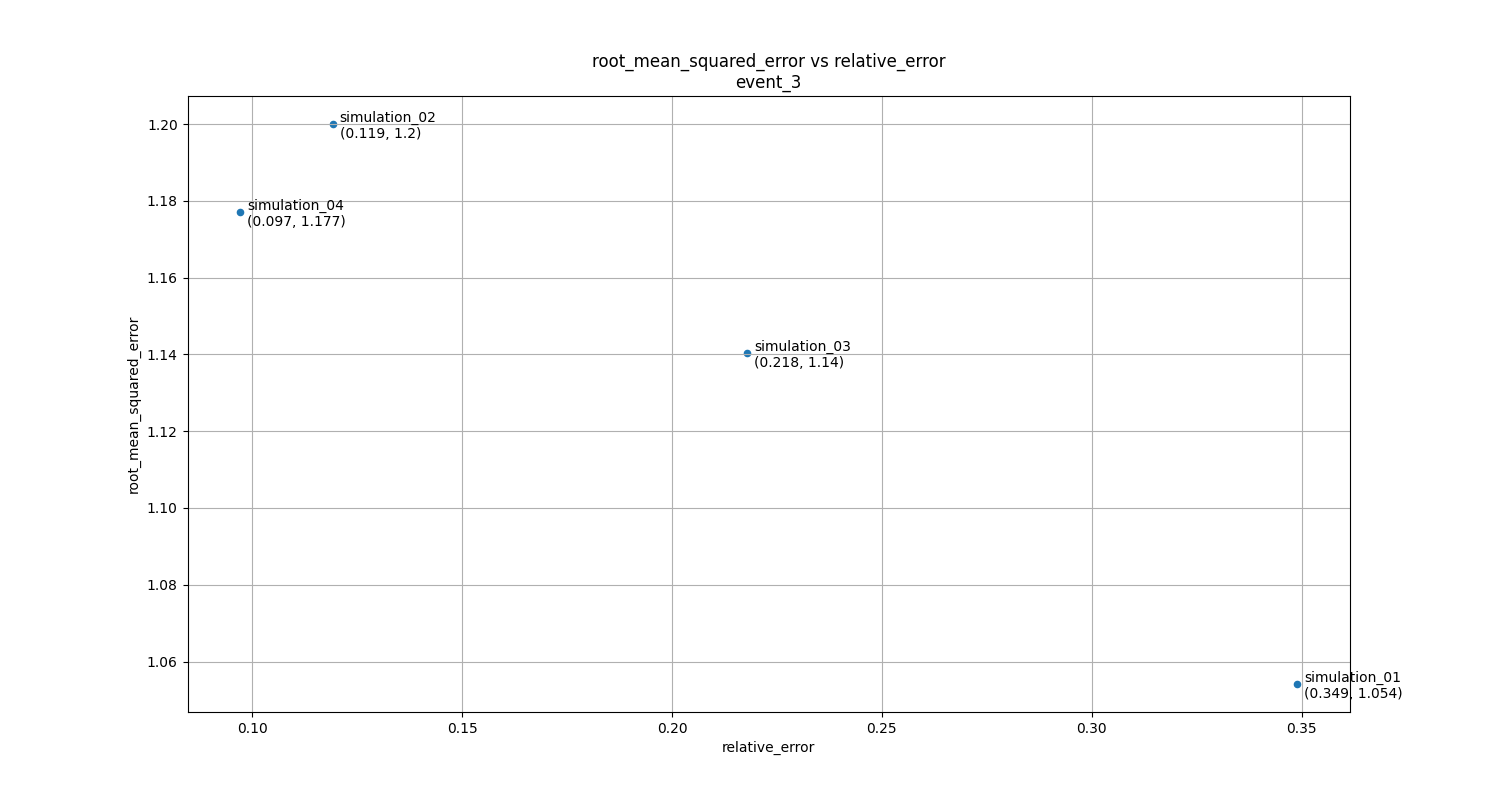 root_mean_squared_error vs relative_error
event_3
root_mean_squared_error
1.20
1.18
1.16
1.14
1.12
1.10
1.08
1.06
simulation_02
(0.119, 1.2)
simulation_04
(0.097, 1.177)
simulation_03
(0.218, 1.14)
simulation_01
(0.349, 1.054)
0.10
0.15
0.20
0.25
0.30
0.35
relative_error